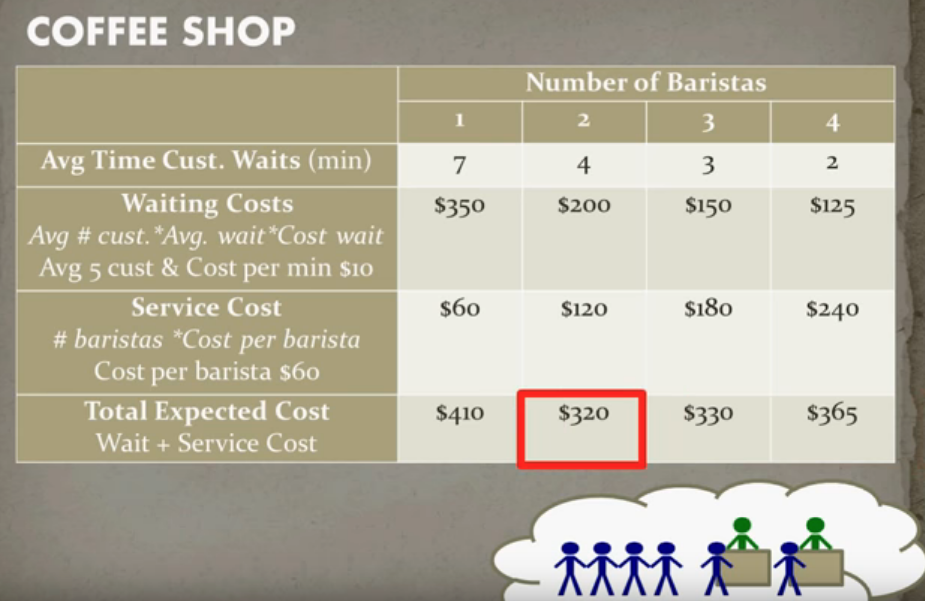 COFFEE SHOP
Number of Baristas
1 2 3 4
Avg Time Cust. Waits (min) 7 4 3 2
Waiting Costs $350 $200 $150 $125
Avg # cust.*Avg. wait*Cost wait
Avg 5 cust & Cost per min $10
Service Cost $60 $120 $180 $240
# baristas *Cost per barista
Cost per barista $60
Total Expected Cost $410 $320 $330 $365
Wait + Service Cost